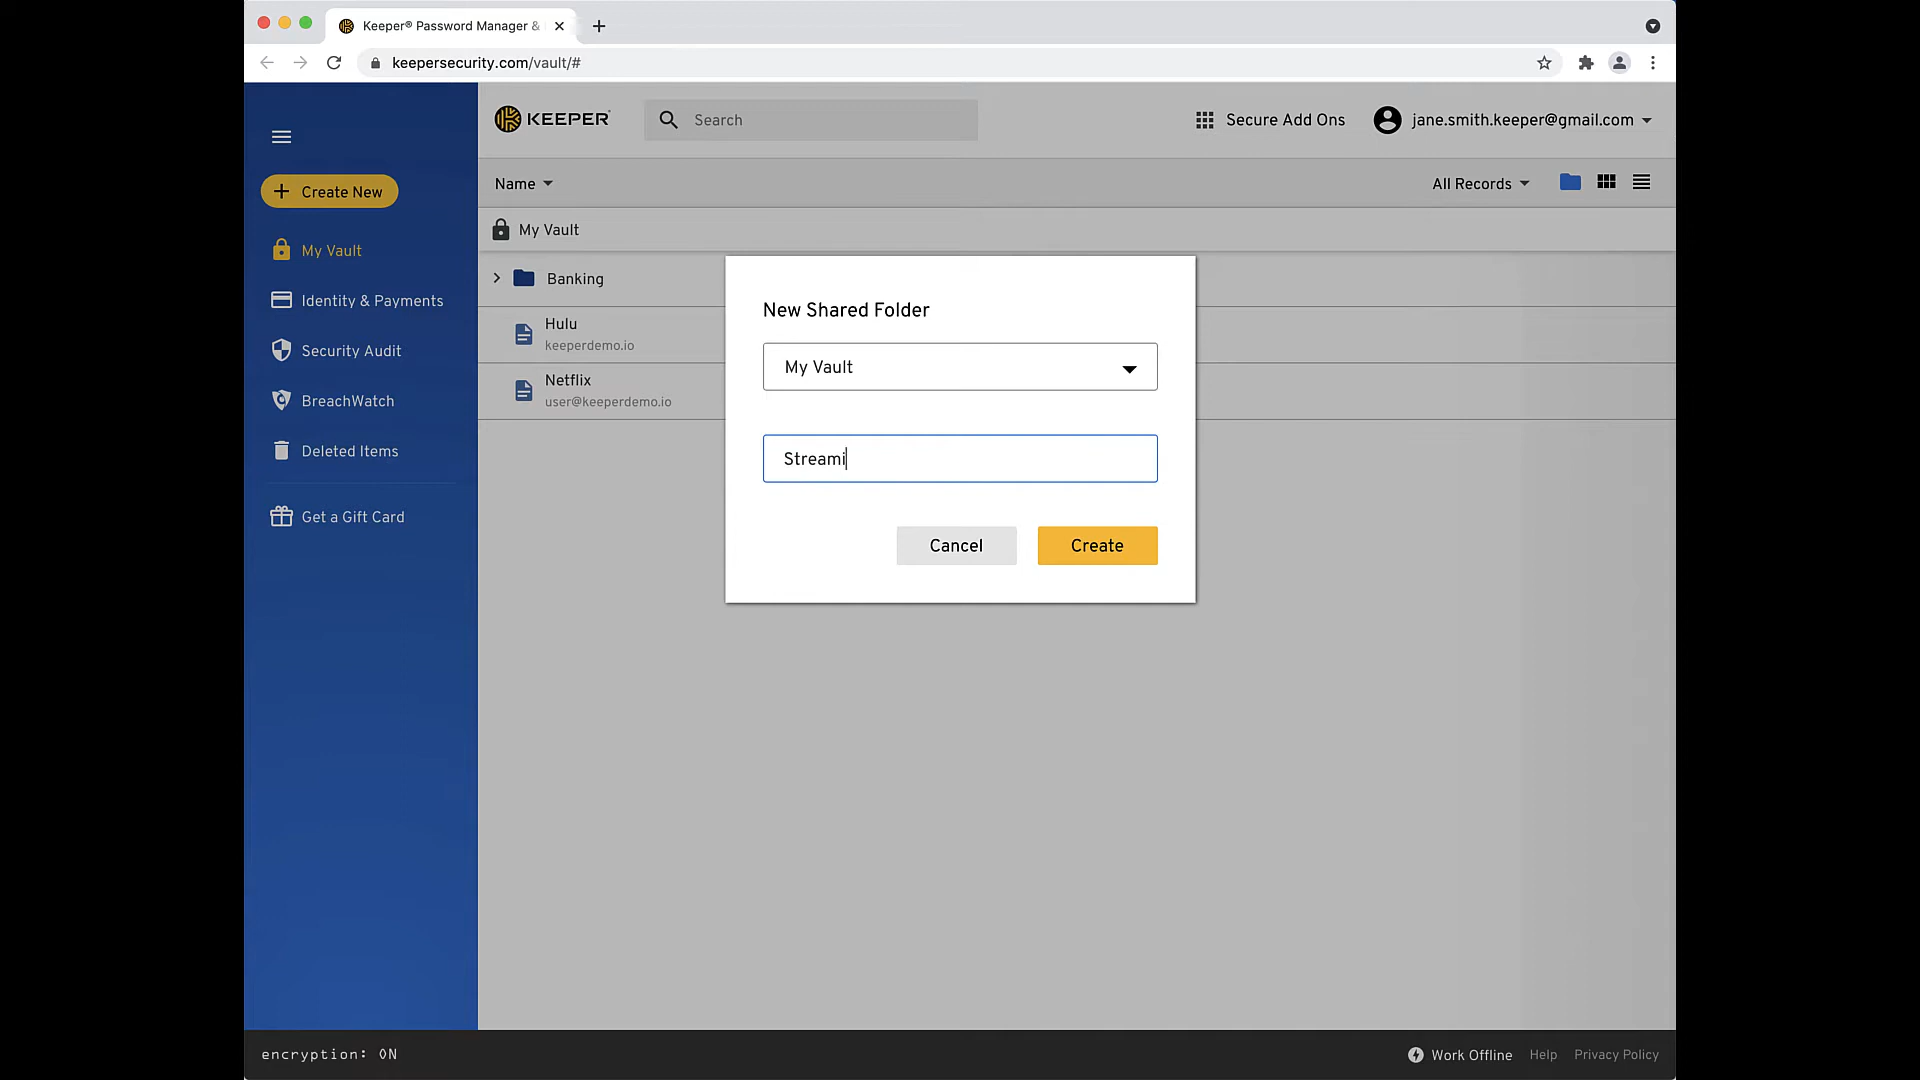 Keeper® Password Manager &
keepersecurity.com/vault/#
KEEPER
Search
Secure Add Ons
jane.smith.keeper@gmail.com
Create New
Name
All Records
My Vault
My Vault
Identity & Payments
Security Audit
BreachWatch
Deleted Items
Get a Gift Card
Banking
Hulu
keeperdemo.io
Netflix
user@keeperdemo.io
New Shared Folder
My Vault
Streami
Cancel
Create
encryption: ON
Work Offline
Help
Privacy Policy